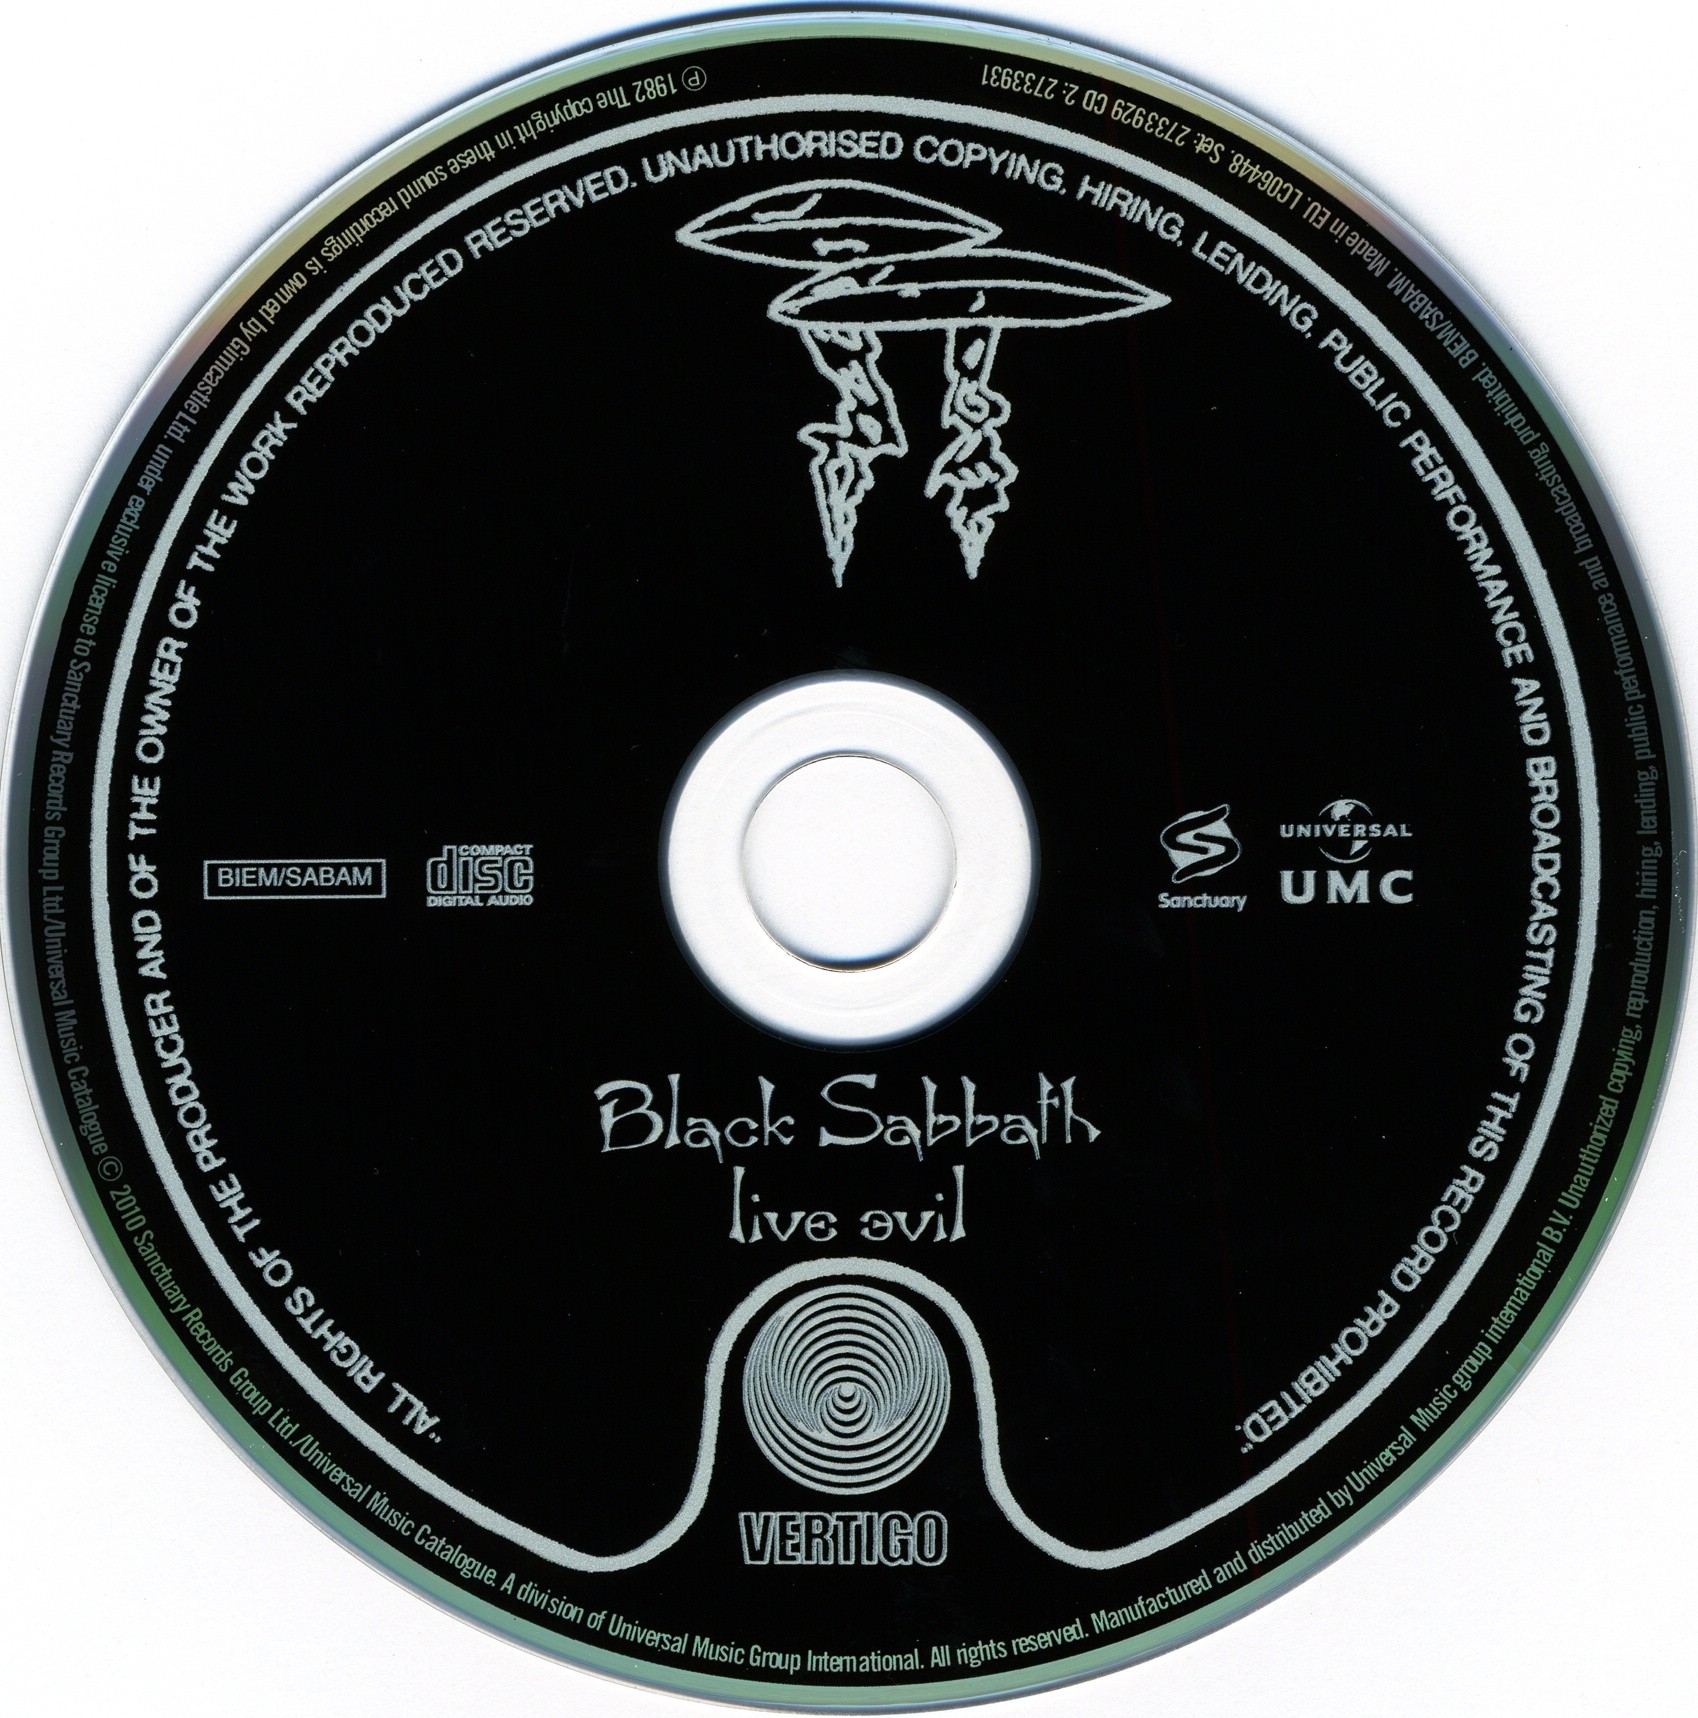 ℗ 1982 The copyright in these sound recordings is owned by Gimcastle Ltd. under exclusive license to Sanctuary Records Group Ltd/Universal Music Catalogue © 2010 Sanctuary Records Group Ltd./Universal Music Catalogue. A division of Universal Music Group International. All rights reserved. Manufactured and distributed by Universal Music group international B.V. Unauthorized copying, reproduction, hiring, lending, public performance and broadcasting prohibited. BIEM/SABAM. Made in EU. LC06448. Set: 2733929 CD 2: 2733931
"ALL RIGHTS OF THE PRODUCER AND OF THE OWNER OF THE WORK REPRODUCED RESERVED. UNAUTHORISED COPYING, HIRING, LENDING, PUBLIC PERFORMANCE AND BROADCASTING OF THIS RECORD PROHIBITED."
BIEM/SABAM
COMPACT
disc
DIGITAL AUDIO
Sanctuary
UNIVERSAL
UMC
Black Sabbath
live evil
VERTIGO